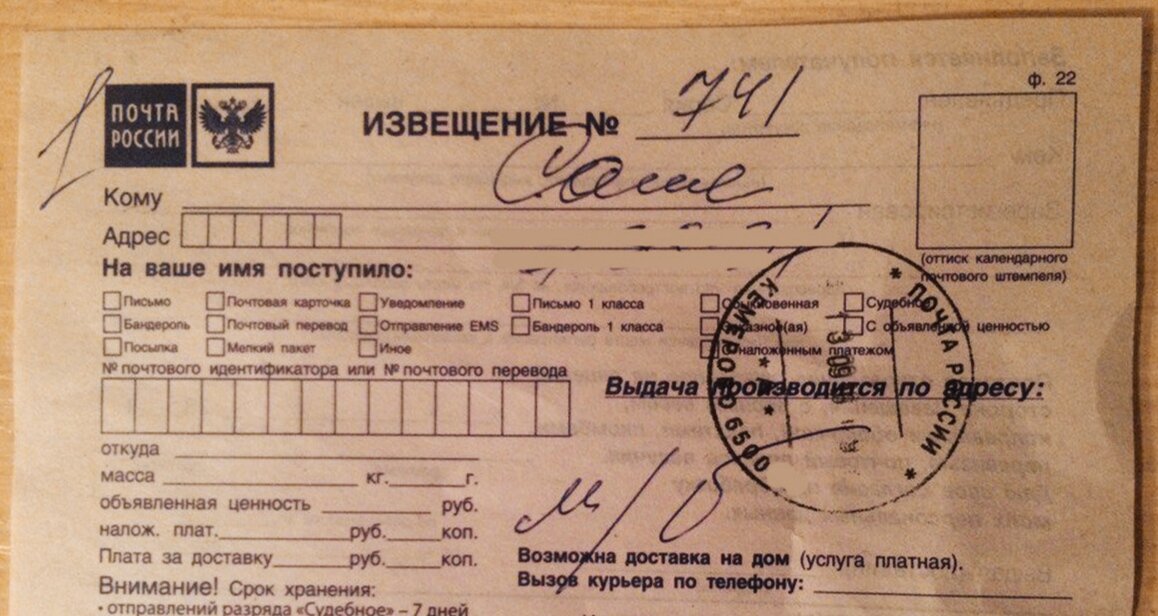 ПОЧТА РОССИИ
ИЗВЕЩЕНИЕ № 741
ф. 22
Кому Саше
Адрес
(оттиск календарного почтового штемпеля)
На ваше имя поступило:
Письмо Почтовая карточка Уведомление Письмо 1 класса Обыкновенная Судебное
Бандероль Почтовый перевод Отправление EMS Бандероль 1 класса Заказное(ая) С объявленной ценностью
Посылка Мелкий пакет Иное С наложенным платежом
№ почтового идентификатора или № почтового перевода
Выдача производится по адресу:
* ПОЧТА РОССИИ *
КЕМЕРОВО 6500
откуда
масса кг. г.
объявленная ценность руб.
налож. плат. руб. коп.
Плата за доставку руб. коп.
м/о
Возможна доставка на дом (услуга платная).
Вызов курьера по телефону:
Внимание! Срок хранения:
• отправлений разряда «Судебное» – 7 дней